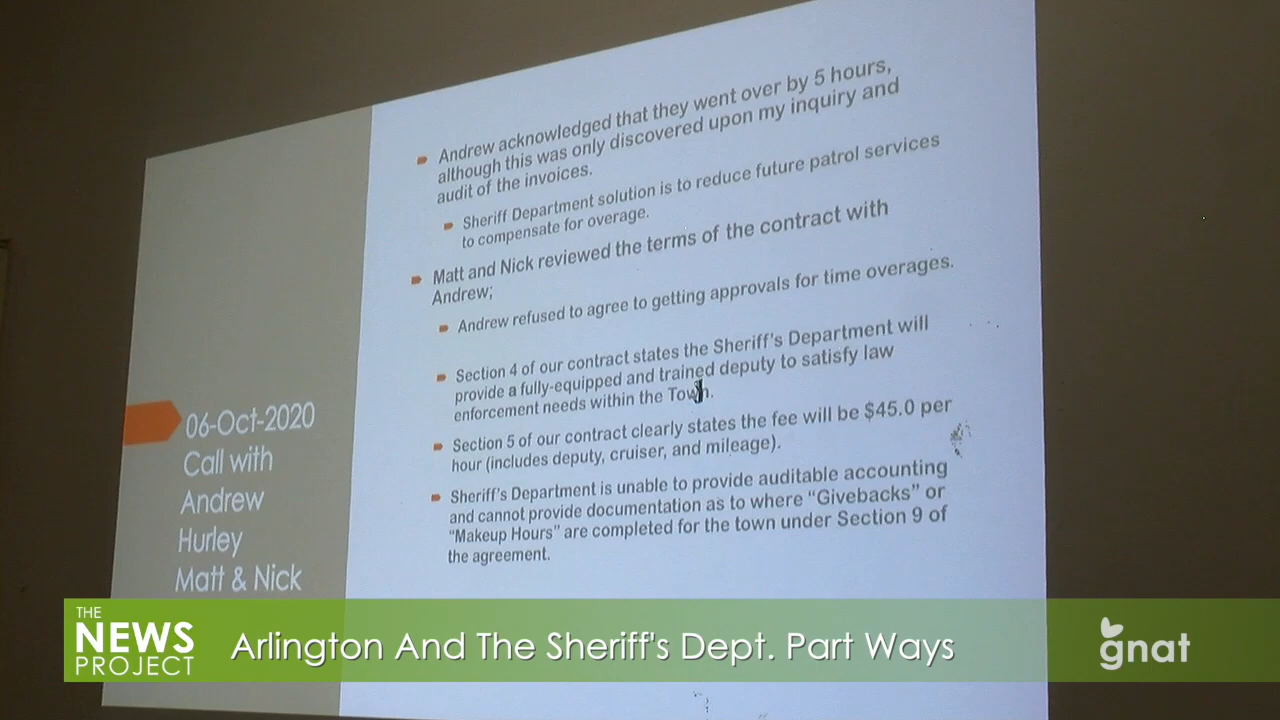 Andrew acknowledged that they went over by 5 hours,
although this was only discovered upon my inquiry and
audit of the invoices.
Sheriff Department solution is to reduce future patrol services
to compensate for overage.
Matt and Nick reviewed the terms of the contract with
Andrew;
Andrew refused to agree to getting approvals for time overages.
Section 4 of our contract states the Sheriff's Department will
provide a fully-equipped and trained deputy to satisfy law
enforcement needs within the Town.
Section 5 of our contract clearly states the fee will be $45.0 per
hour (includes deputy, cruiser, and mileage).
Sheriff's Department is unable to provide auditable accounting
and cannot provide documentation as to where “Givebacks” or
“Makeup Hours” are completed for the town under Section 9 of
the agreement.
06-Oct-2020
Call with
Andrew
Hurley
Matt & Nick
THE
NEWS
PROJECT
Arlington And The Sheriff's Dept. Part Ways
gnat